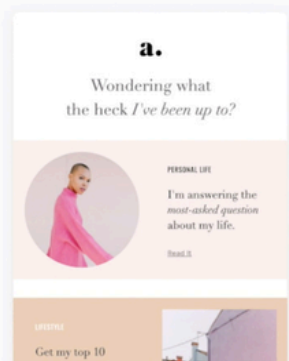 a.
Wondering what
the heck I've been up to?
PERSONAL LIFE
I'm answering the
most-asked question
about my life.
Read it
LIFESTYLE
Get my top 10